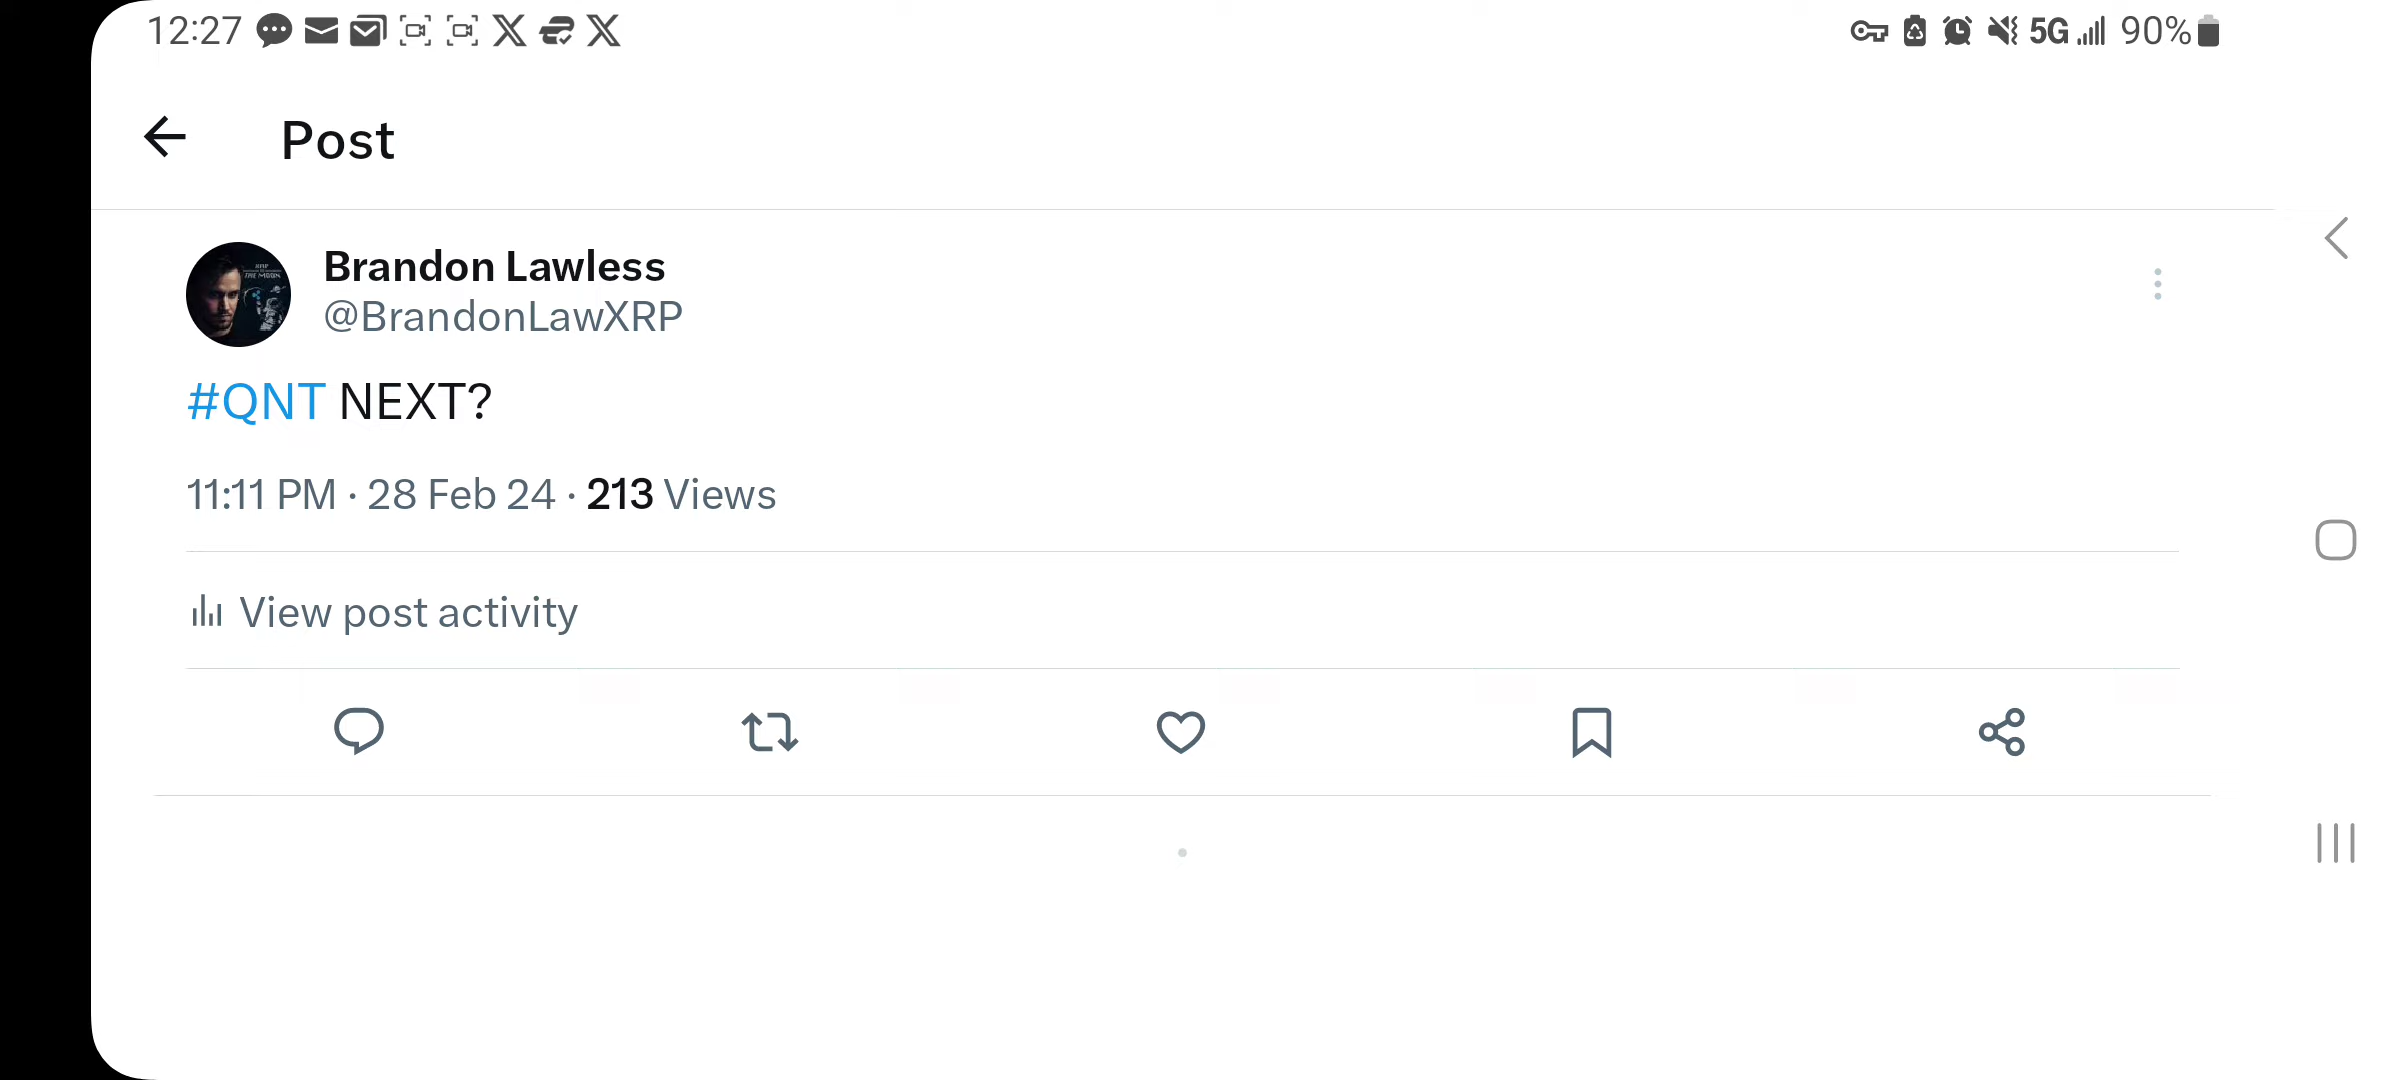 12:27
5G 90%
Post
Brandon Lawless
@BrandonLawXRP
#QNT NEXT?
11:11 PM · 28 Feb 24 · 213 Views
View post activity